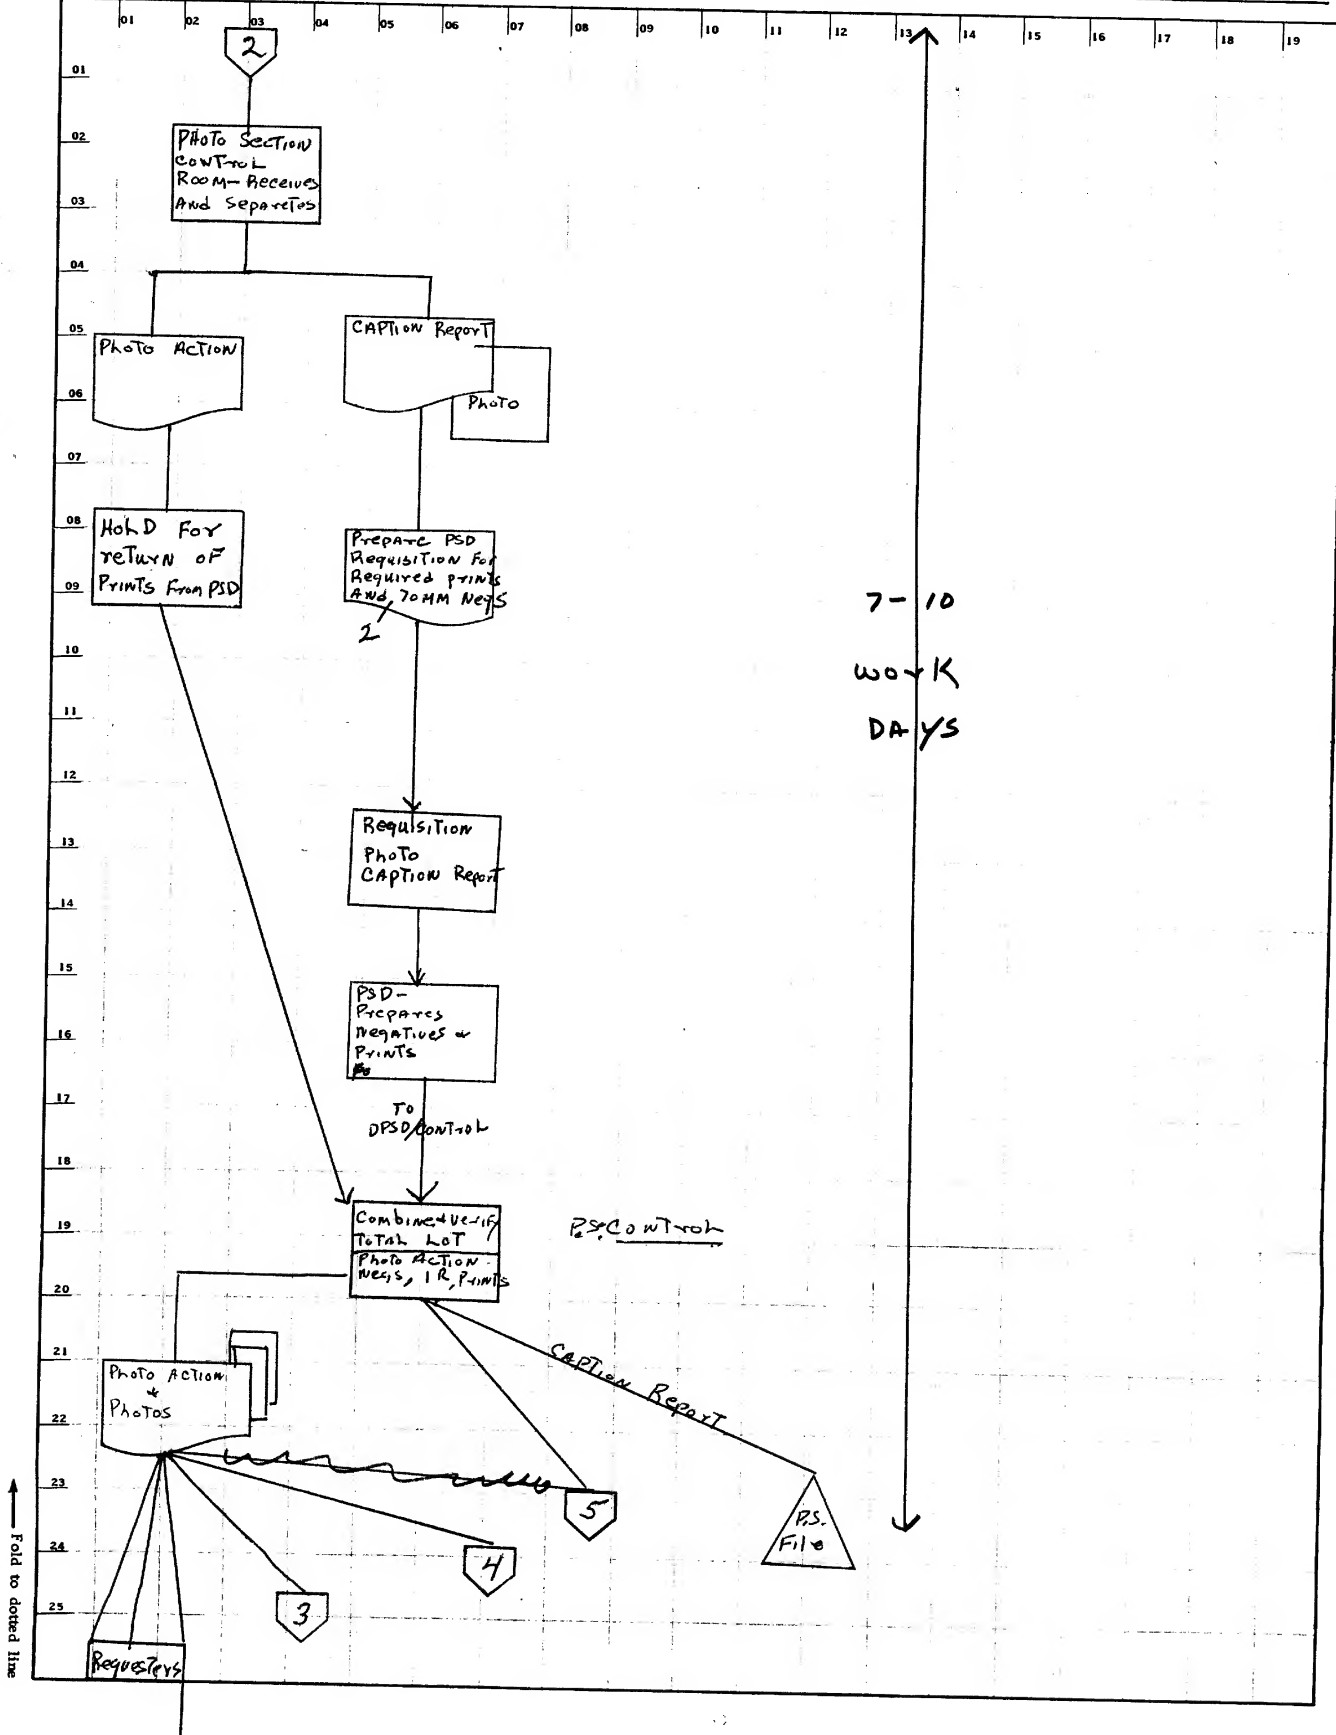 01 02 03 04 05 06 07 08 09 10 11 12 13 14 15 16 17 18 19
2
01
02
03
04
05
06
07
08
09
10
11
12
13
14
15
16
17
18
19
20
21
22
23
24
25
Photo Section
Control
Room- Receives
And Separetes
Photo Action
Caption Report
Photo
Hold For
return of
Prints From PSD
Prepare PSD
Requisition For
Required prints
And 70MM Negs
2
7-10
Work
Days
Requisition
Photo
Caption Report
PSD-
Prepares
Negatives &
Prints
To
DPSD/Control
Combine & Verify
Total Lot
Photo Action
Negs, IR, Prints
P.S. Control
Photo Action
&
Photos
Caption Report
5
4
3
P.S.
File
Requesters
Fold to dotted line